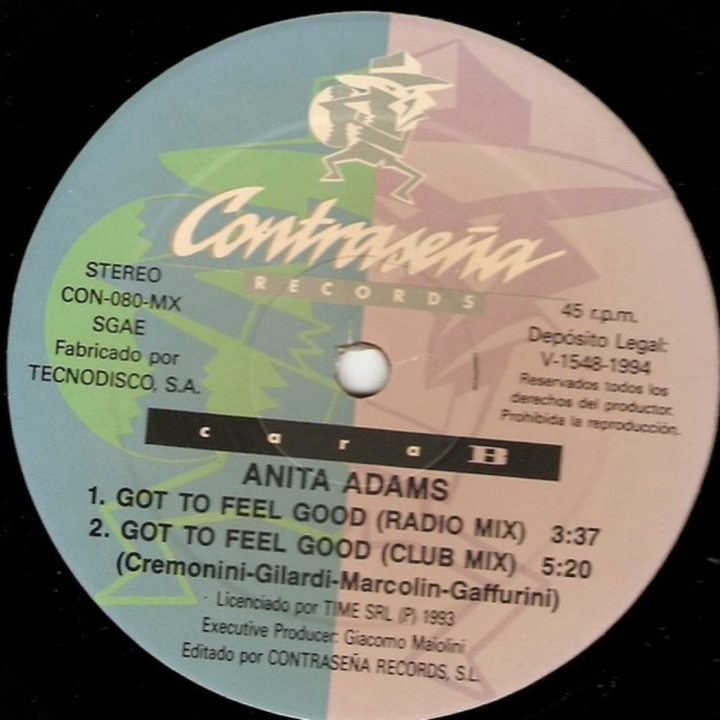 Contraseña
RECORDS
STEREO
CON-080-MX
SGAE
Fabricado por
TECNODISCO, S.A.
45 r.p.m.
Depósito Legal:
V-1548-1994
Reservados todos los
derechos del productor.
Prohibida la reproducción.
cara B
ANITA ADAMS
1. GOT TO FEEL GOOD (RADIO MIX) 3:37
2. GOT TO FEEL GOOD (CLUB MIX) 5:20
(Cremonini-Gilardi-Marcolin-Gaffurini)
Licenciado por TIME SRL (P) 1993
Executive Producer: Giacomo Maiolini
Editado por CONTRASEÑA RECORDS, S.L.